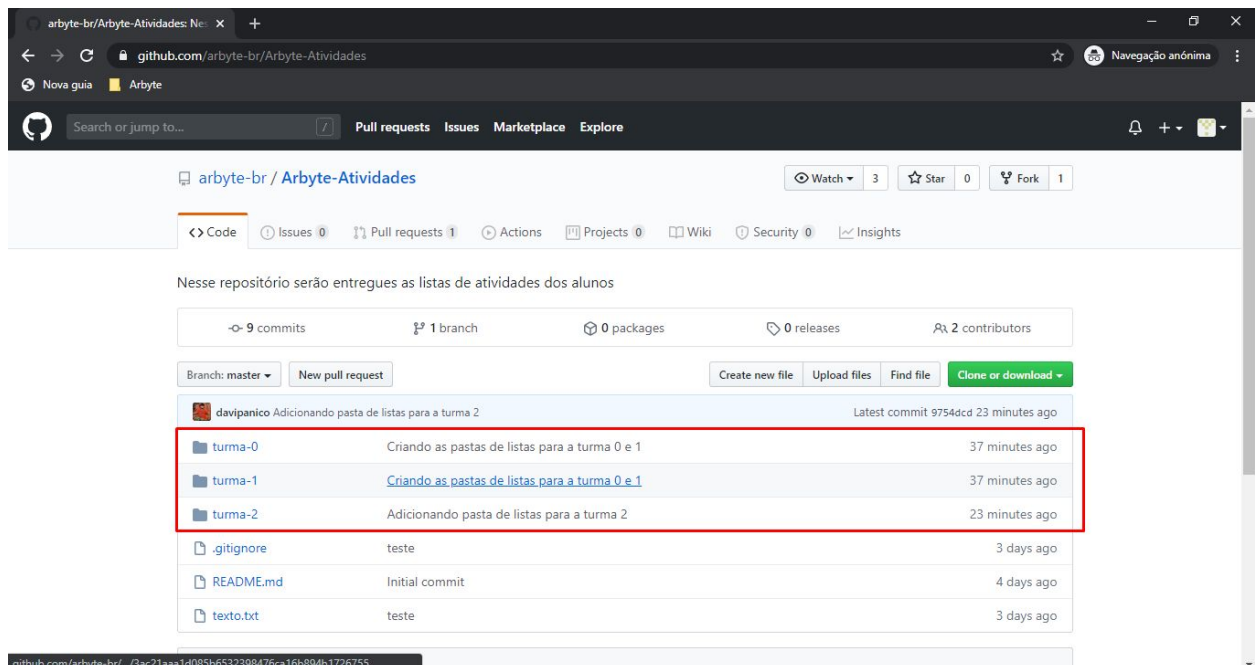 arbyte-br/Arbyte-Atividades: Nes
github.com/arbyte-br/Arbyte-Atividades Navegação anónima
Nova guia Arbyte
Search or jump to... / Pull requests Issues Marketplace Explore
arbyte-br / Arbyte-Atividades Watch 3 Star 0 Fork 1
<> Code Issues 0 Pull requests 1 Actions Projects 0 Wiki Security 0 Insights
Nesse repositório serão entregues as listas de atividades dos alunos
9 commits 1 branch 0 packages 0 releases 2 contributors
Branch: master New pull request Create new file Upload files Find file Clone or download
davipanico Adicionando pasta de listas para a turma 2 Latest commit 9754dcd 23 minutes ago
turma-0 Criando as pastas de listas para a turma 0 e 1 37 minutes ago
turma-1 Criando as pastas de listas para a turma 0 e 1 37 minutes ago
turma-2 Adicionando pasta de listas para a turma 2 23 minutes ago
.gitignore teste 3 days ago
README.md Initial commit 4 days ago
texto.txt teste 3 days ago